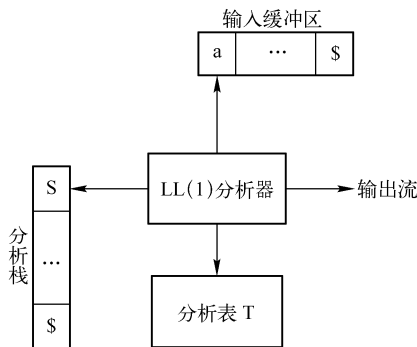 输入缓冲区
a ... $
S
LL(1)分析器
输出流
分析栈
...
分析表 T
$